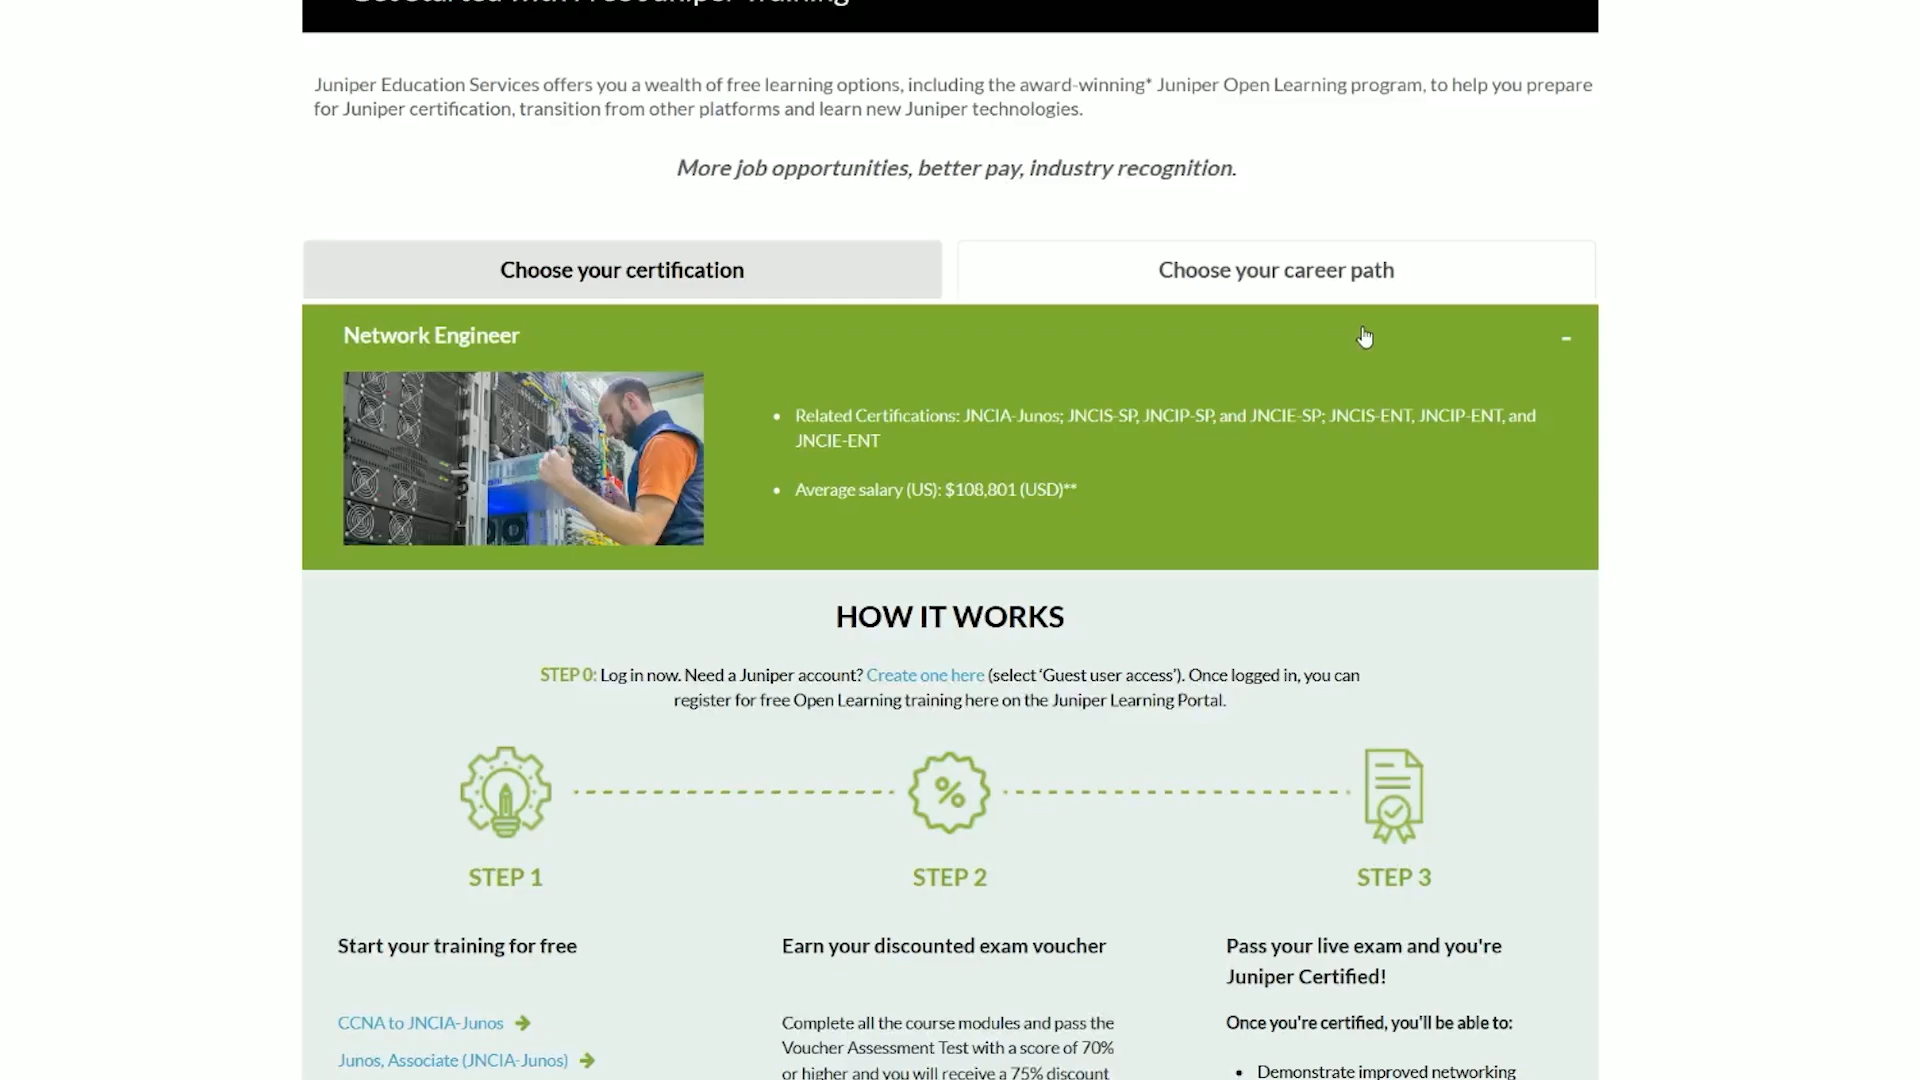 Get Started with Free Juniper Training
Juniper Education Services offers you a wealth of free learning options, including the award-winning* Juniper Open Learning program, to help you prepare
for Juniper certification, transition from other platforms and learn new Juniper technologies.
More job opportunities, better pay, industry recognition.
Choose your certification
Choose your career path
Network Engineer
-
• Related Certifications: JNCIA-Junos; JNCIS-SP, JNCIP-SP, and JNCIE-SP; JNCIS-ENT, JNCIP-ENT, and
JNCIE-ENT
• Average salary (US): $108,801 (USD)**
HOW IT WORKS
STEP 0: Log in now. Need a Juniper account? Create one here (select ‘Guest user access’). Once logged in, you can
register for free Open Learning training here on the Juniper Learning Portal.
%
STEP 1
STEP 2
STEP 3
Start your training for free
CCNA to JNCIA-Junos
Junos, Associate (JNCIA-Junos)
Earn your discounted exam voucher
Complete all the course modules and pass the
Voucher Assessment Test with a score of 70%
or higher and you will receive a 75% discount
Pass your live exam and you're
Juniper Certified!
Once you're certified, you'll be able to:
• Demonstrate improved networking